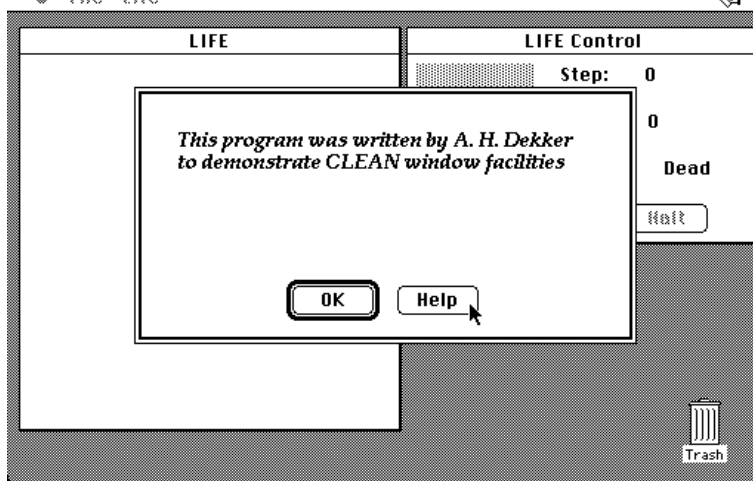 LIFE
LIFE Control
Step: 0
0
Dead
Halt
This program was written by A. H. Dekker
to demonstrate CLEAN window facilities
OK
Help
Trash